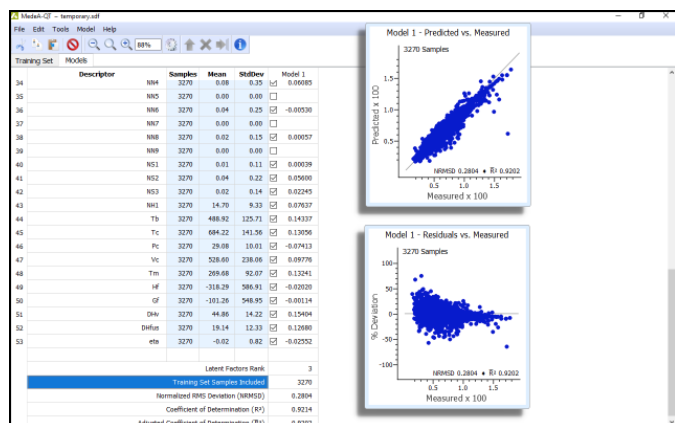 MedeA-QT - temporary.sdf
File Edit Tools Model Help
88%
Training Set Models
Descriptor Samples Mean StdDev Model 1
34 NN4 3270 0.08 0.35 0.06085
35 NN5 3270 0.00 0.00
36 NN6 3270 0.04 0.25 -0.00530
37 NN7 3270 0.00 0.00
38 NN8 3270 0.02 0.15 0.00057
39 NN9 3270 0.00 0.00
40 NS1 3270 0.01 0.11 0.00039
41 NS2 3270 0.04 0.22 0.05600
42 NS3 3270 0.02 0.14 0.02245
43 NH1 3270 14.70 9.33 0.07637
44 Tb 3270 488.92 125.71 0.14337
45 Tc 3270 684.22 141.56 0.13056
46 Pc 3270 29.08 10.01 -0.07413
47 Vc 3270 528.60 238.06 0.09776
48 Tm 3270 269.68 92.07 0.13241
49 Hf 3270 -318.29 586.91 -0.02020
50 Gf 3270 -101.26 548.95 -0.00114
51 DHv 3270 44.86 14.22 0.15404
52 DHfus 3270 19.14 12.33 0.12680
53 eta 3270 -0.02 0.82 -0.02552
Latent Factors Rank 3
Training Set Samples Included 3270
Normalized RMS Deviation (NRMSD) 0.2804
Coefficient of Determination (R²) 0.9214
Adjusted Coefficient of Determination (R̄²) 0.9202
Model 1 - Predicted vs. Measured
3270 Samples
Predicted x 100
1.5
1.0
0.5
NRMSD 0.2804 ♦ R̄² 0.9202
0.5 1.0 1.5
Measured x 100
Model 1 - Residuals vs. Measured
3270 Samples
% Deviation
100
50
0
-50
-100
NRMSD 0.2804 ♦ R̄² 0.9202
0.5 1.0 1.5
Measured x 100